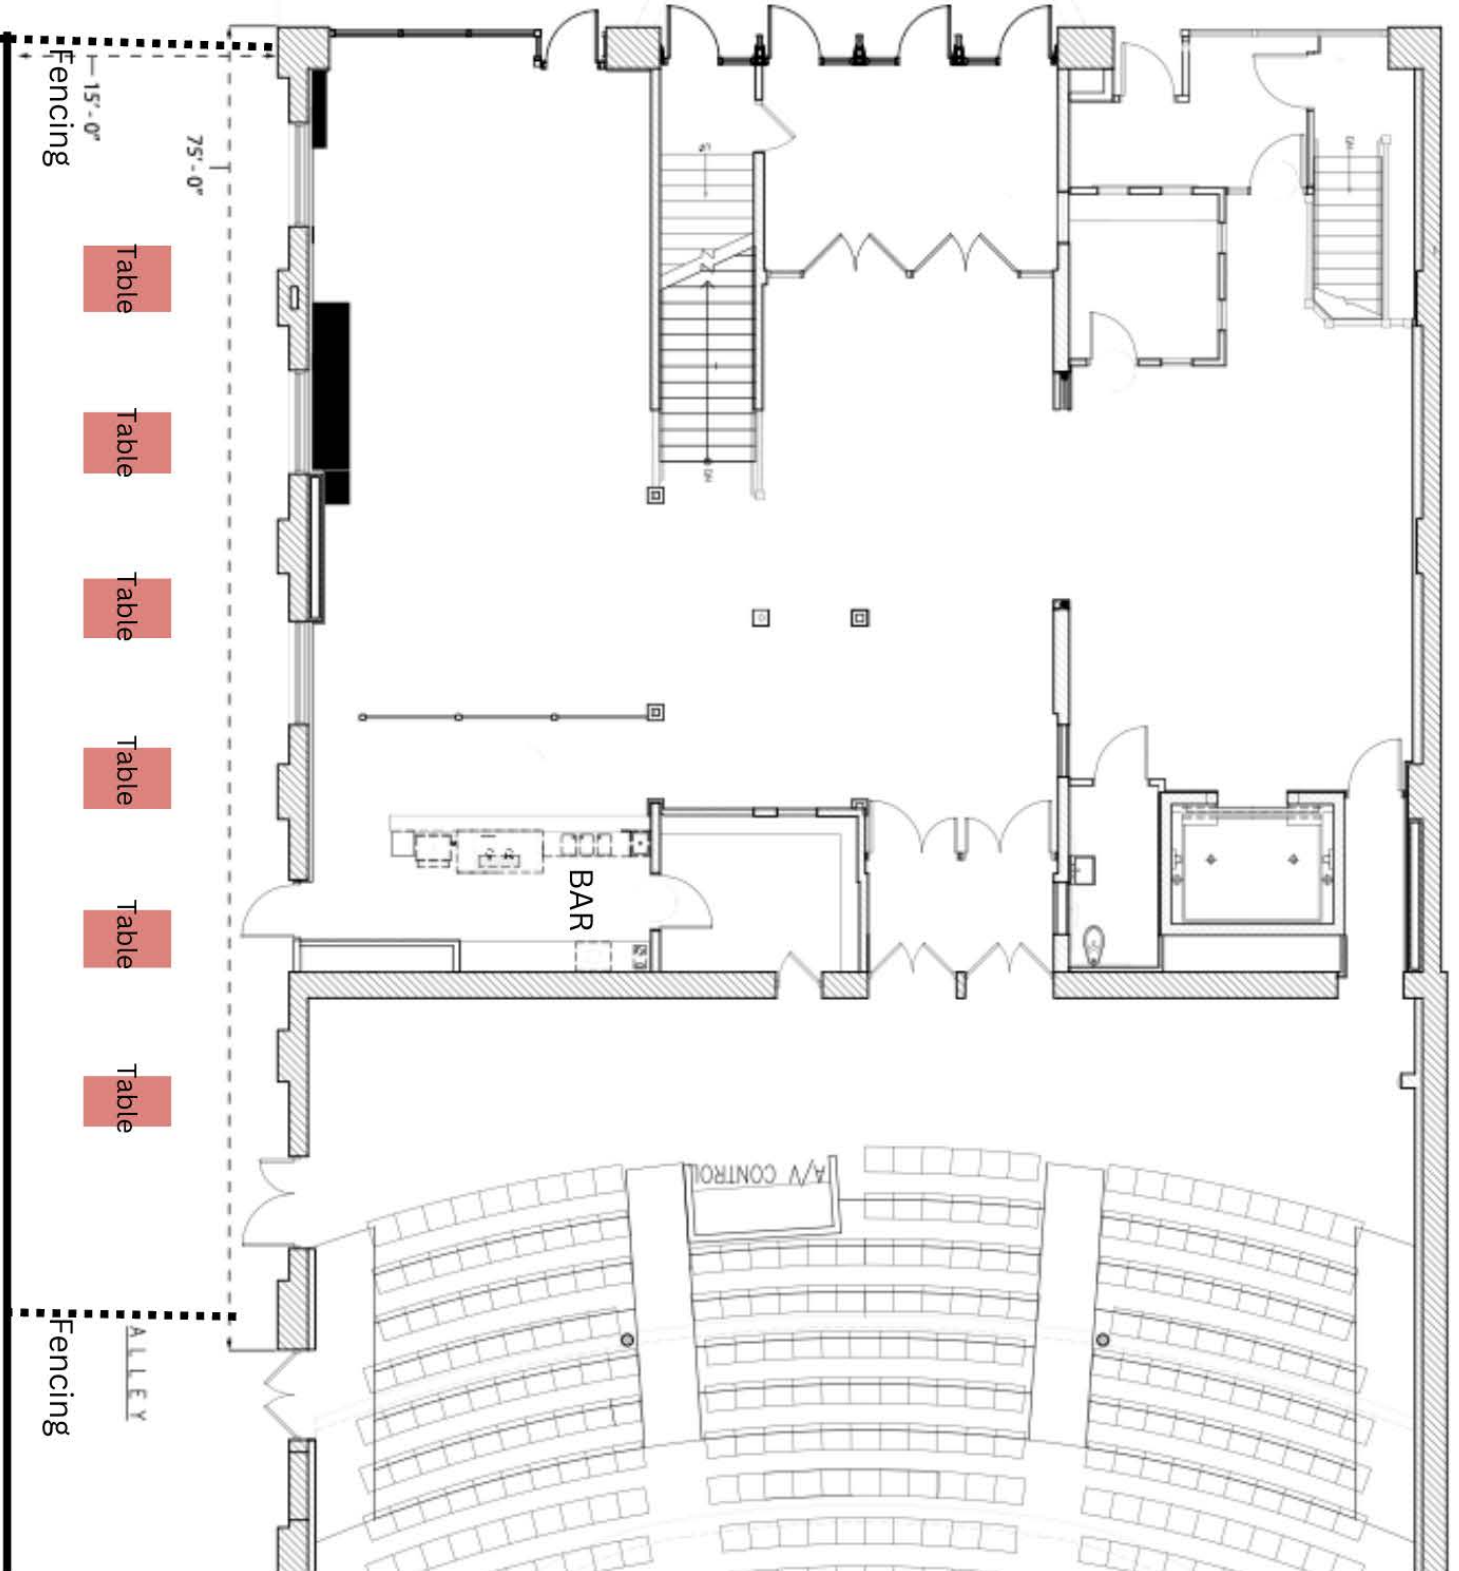 Fencing
15'-0"
75'-0"
Table
Table
Table
Table
Table
Table
BAR
A/V CONTROL
Fencing
ALLEY